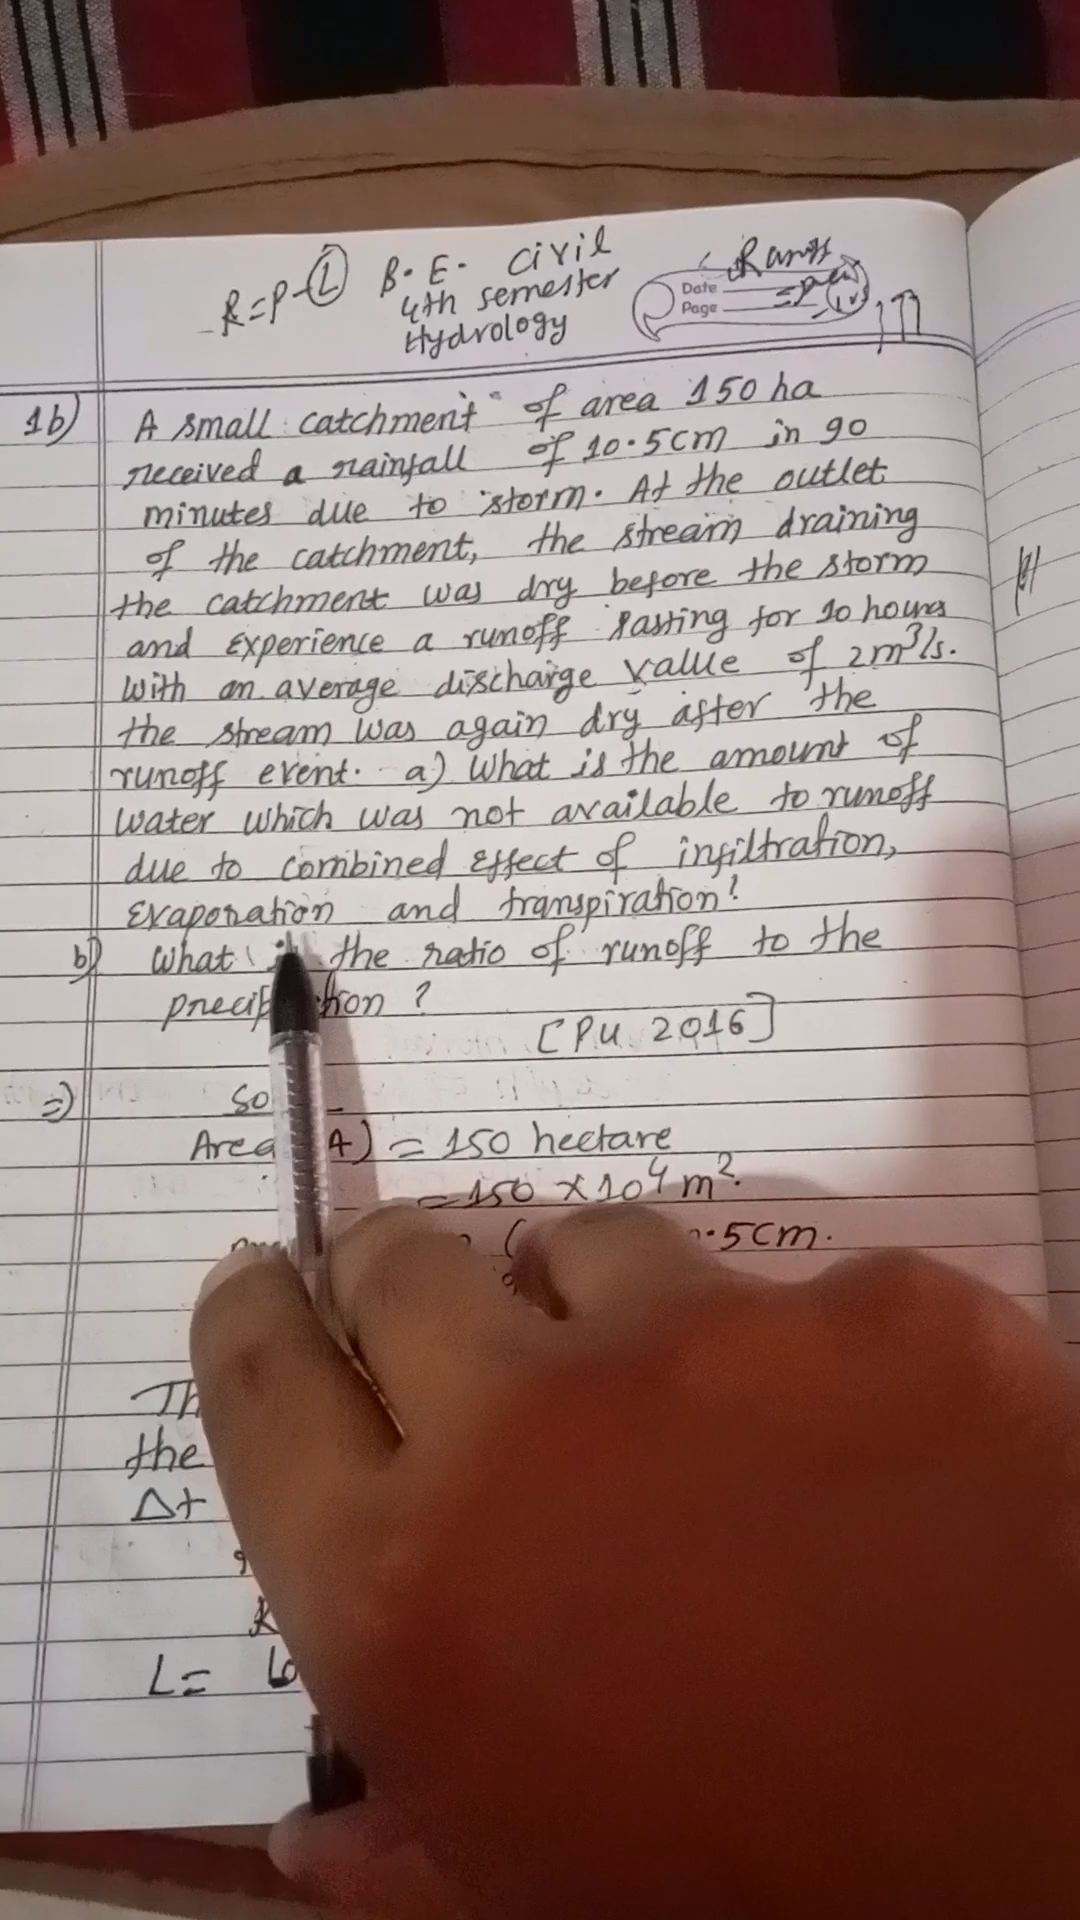 R=P-L
B.E. civil
4th semester
Hydrology
Date
Page
1b) A small catchment of area 150 ha
received a rainfall of 10.5cm in 90
minutes due to storm. At the outlet
of the catchment, the stream draining
the catchment was dry before the storm
and experience a runoff lasting for 10 hours
with an average discharge value of 2m³/s.
the stream was again dry after the
runoff event. a) What is the amount of
water which was not available to runoff
due to combined effect of infiltration,
evaporation and transpiration?
b) What the ratio of runoff to the
[PU 2016]
=)
= 150 hectare
= 150 × 10⁴ m².
.5cm.
the
Δt
L=